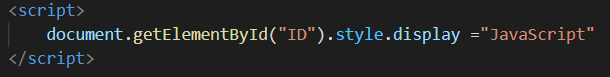 <script>
document.getElementById("ID").style.display ="JavaScript"
</script>